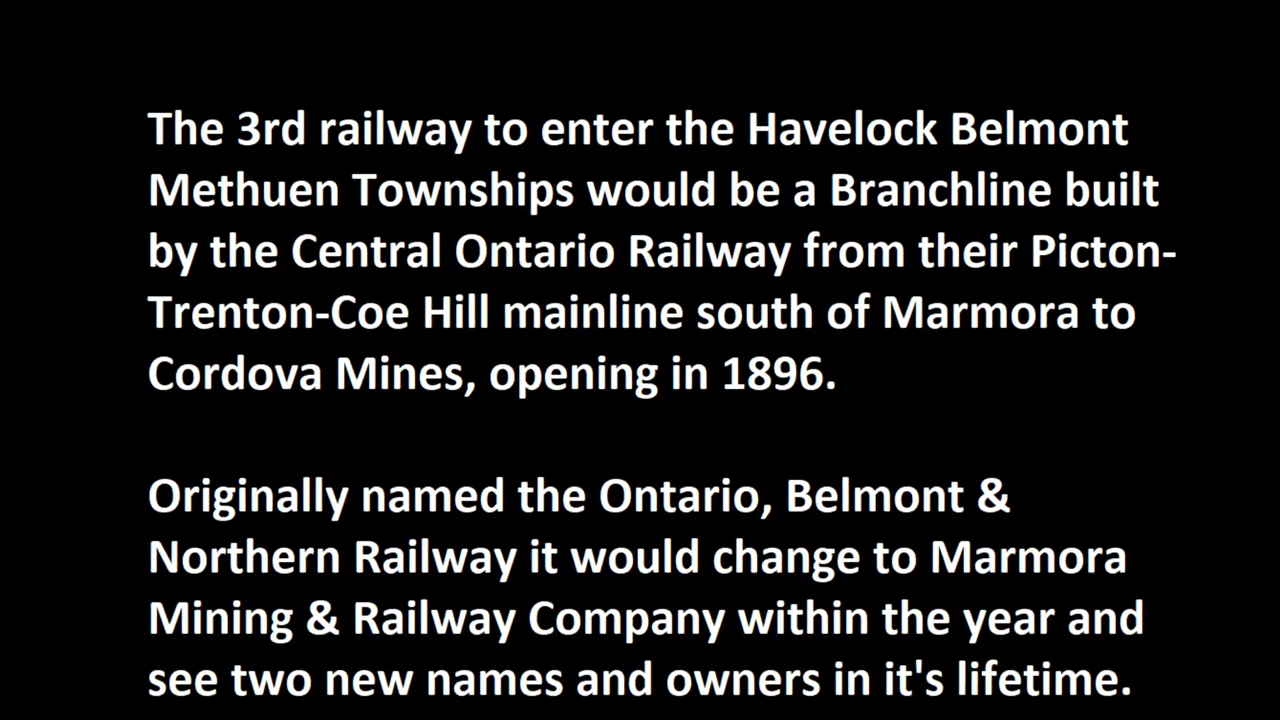 The 3rd railway to enter the Havelock Belmont
Methuen Townships would be a Branchline built
by the Central Ontario Railway from their Picton-
Trenton-Coe Hill mainline south of Marmora to
Cordova Mines, opening in 1896.
Originally named the Ontario, Belmont &
Northern Railway it would change to Marmora
Mining & Railway Company within the year and
see two new names and owners in it's lifetime.